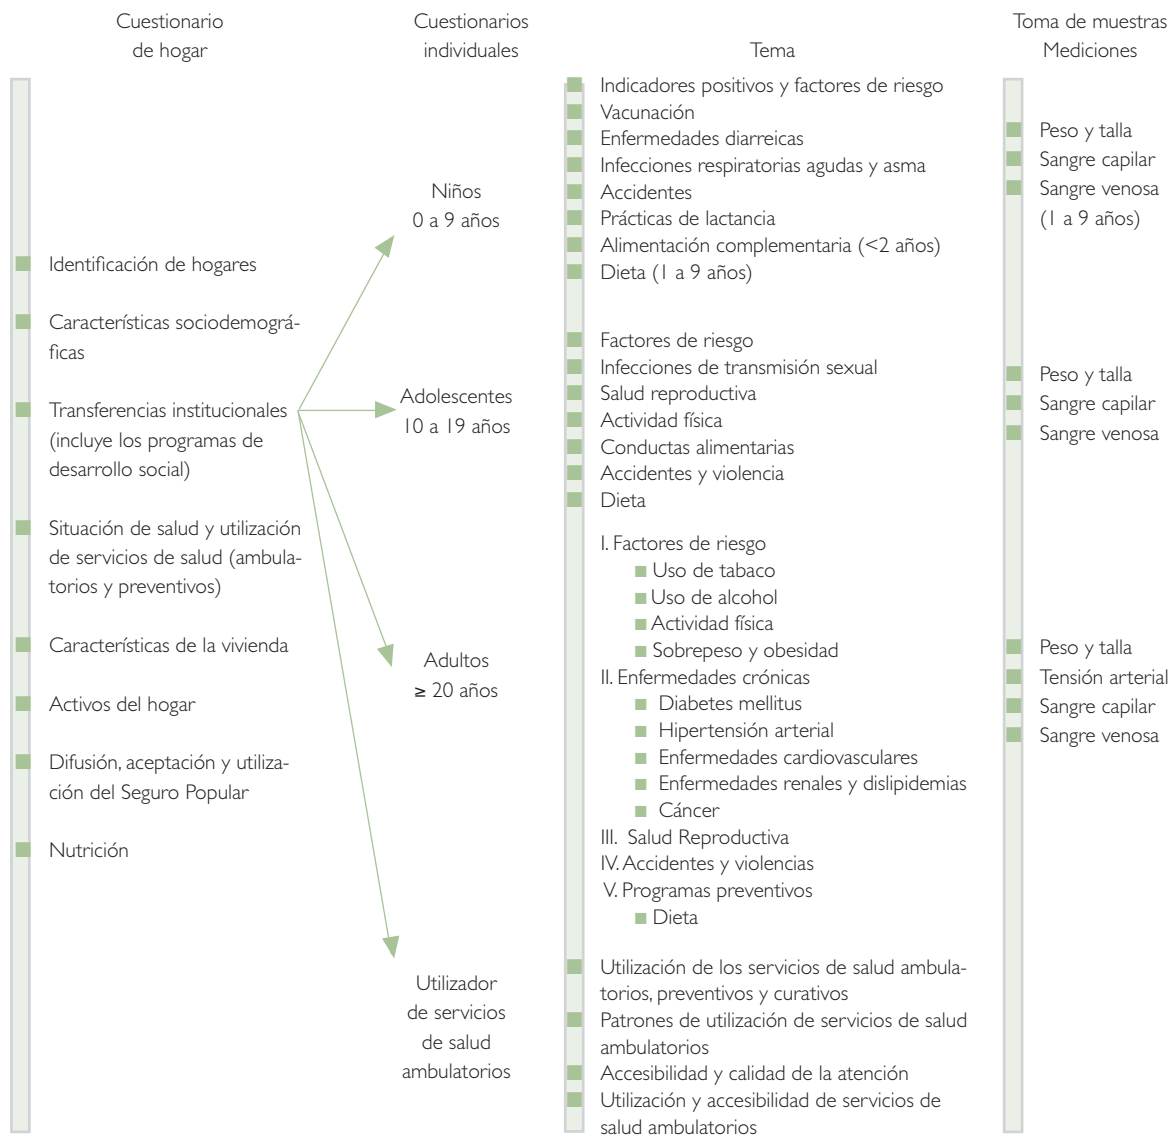 Cuestionario
de hogar
Identificación de hogares
Características sociodemográ-
ficas
Transferencias institucionales
(incluye los programas de
desarrollo social)
Situación de salud y utilización
de servicios de salud (ambula-
torios y preventivos)
Características de la vivienda
Activos del hogar
Difusión, aceptación y utiliza-
ción del Seguro Popular
Nutrición
Cuestionarios
individuales
Niños
0 a 9 años
Adolescentes
10 a 19 años
Adultos
≥ 20 años
Utilizador
de servicios
de salud
ambulatorios
Tema
Indicadores positivos y factores de riesgo
Vacunación
Enfermedades diarreicas
Infecciones respiratorias agudas y asma
Accidentes
Prácticas de lactancia
Alimentación complementaria (<2 años)
Dieta (1 a 9 años)
Factores de riesgo
Infecciones de transmisión sexual
Salud reproductiva
Actividad física
Conductas alimentarias
Accidentes y violencia
Dieta
I. Factores de riesgo
Uso de tabaco
Uso de alcohol
Actividad física
Sobrepeso y obesidad
II. Enfermedades crónicas
Diabetes mellitus
Hipertensión arterial
Enfermedades cardiovasculares
Enfermedades renales y dislipidemias
Cáncer
III. Salud Reproductiva
IV. Accidentes y violencias
V. Programas preventivos
Dieta
Utilización de los servicios de salud ambula-
torios, preventivos y curativos
Patrones de utilización de servicios de salud
ambulatorios
Accesibilidad y calidad de la atención
Utilización y accesibilidad de servicios de
salud ambulatorios
Toma de muestras
Mediciones
Peso y talla
Sangre capilar
Sangre venosa
(1 a 9 años)
Peso y talla
Sangre capilar
Sangre venosa
Peso y talla
Tensión arterial
Sangre capilar
Sangre venosa